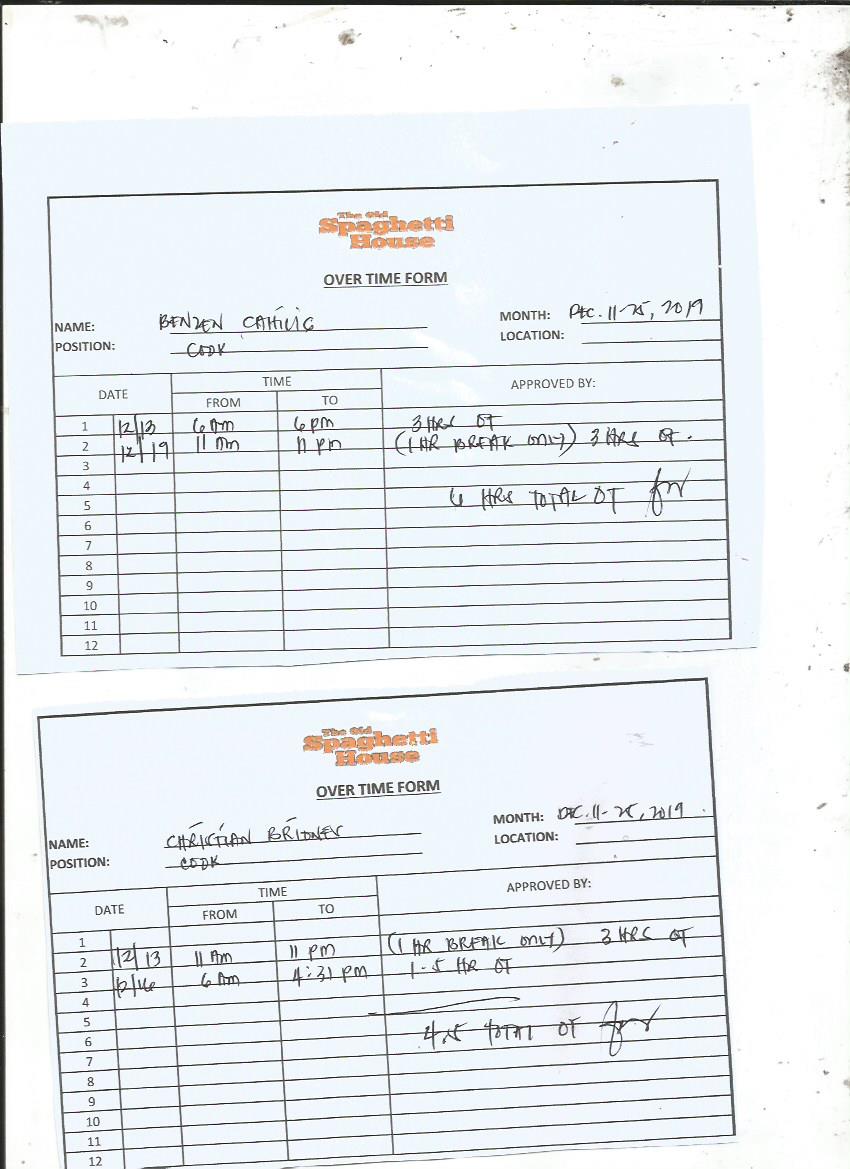 The Old
Spaghetti
House
OVER TIME FORM
NAME: BENZEN CAHILIG MONTH: DEC. 11-25, 2019
POSITION: COOK LOCATION:
DATE TIME APPROVED BY:
FROM TO
1 12/13 6 Am 6 pm 3 HRS OT
2 12/19 11 Am 11 pm (1 HR BREAK ONLY) 3 HRS OT.
3
4
5 6 HRS TOTAL OT
6
7
8
9
10
11
12
The Old
Spaghetti
House
OVER TIME FORM
NAME: CHRISTIAN MONTH: DEC. 11-25, 2019
POSITION: COOK LOCATION:
DATE TIME APPROVED BY:
FROM TO
1
2 12/13 11 Am 11 pm (1 HR BREAK ONLY) 3 HRS OT
3 12/16 6 Am 4:31 pm 1.5 HR OT
4
5
6 4.5 TOTAL OT
7
8
9
10
11
12